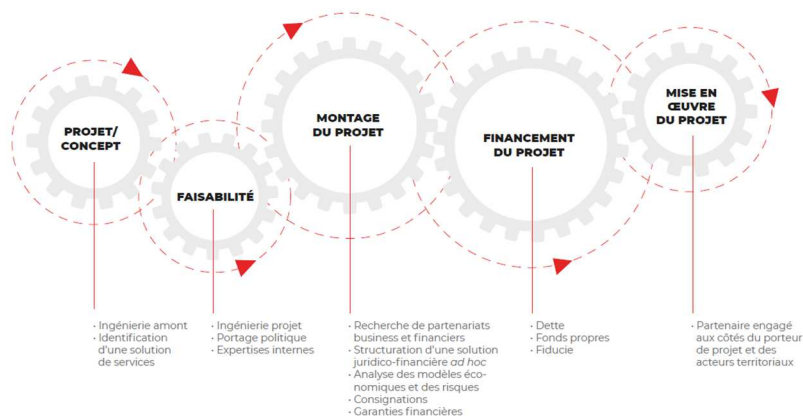 PROJET/
CONCEPT
FAISABILITÉ
MONTAGE
DU PROJET
FINANCEMENT
DU PROJET
MISE EN
ŒUVRE
DU PROJET
· Ingénierie amont
· Identification
d'une solution
de services
· Ingénierie projet
· Portage politique
· Expertises internes
· Recherche de partenariats
business et financiers
· Structuration d'une solution
juridico-financière ad hoc
· Analyse des modèles éco-
nomiques et des risques
· Consignations
· Garanties financières
· Dette
· Fonds propres
· Fiducie
· Partenaire engagé
aux côtés du porteur
de projet et des
acteurs territoriaux